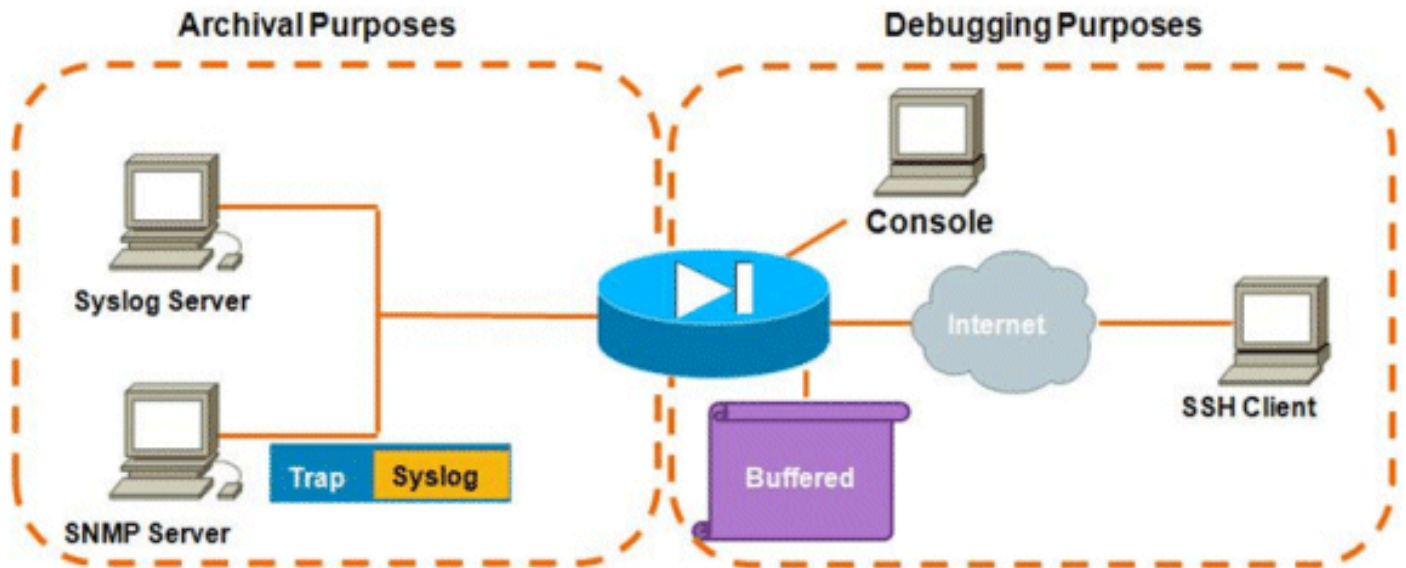 Archival Purposes
Debugging Purposes
Syslog Server
SNMP Server
Trap
Syslog
Console
Internet
SSH Client
Buffered